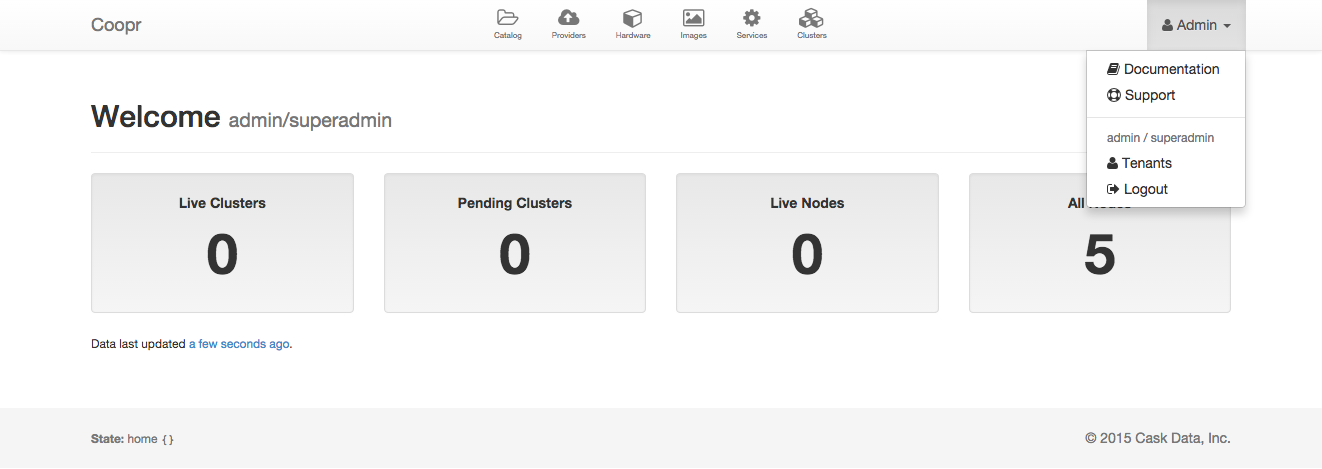 Coopr
Catalog Providers Hardware Images Services Clusters
Admin
Documentation
Support
admin / superadmin
Tenants
Logout
Welcome admin/superadmin
Live Clusters
0
Pending Clusters
0
Live Nodes
0
All Nodes
5
Data last updated a few seconds ago.
State: home {}
© 2015 Cask Data, Inc.